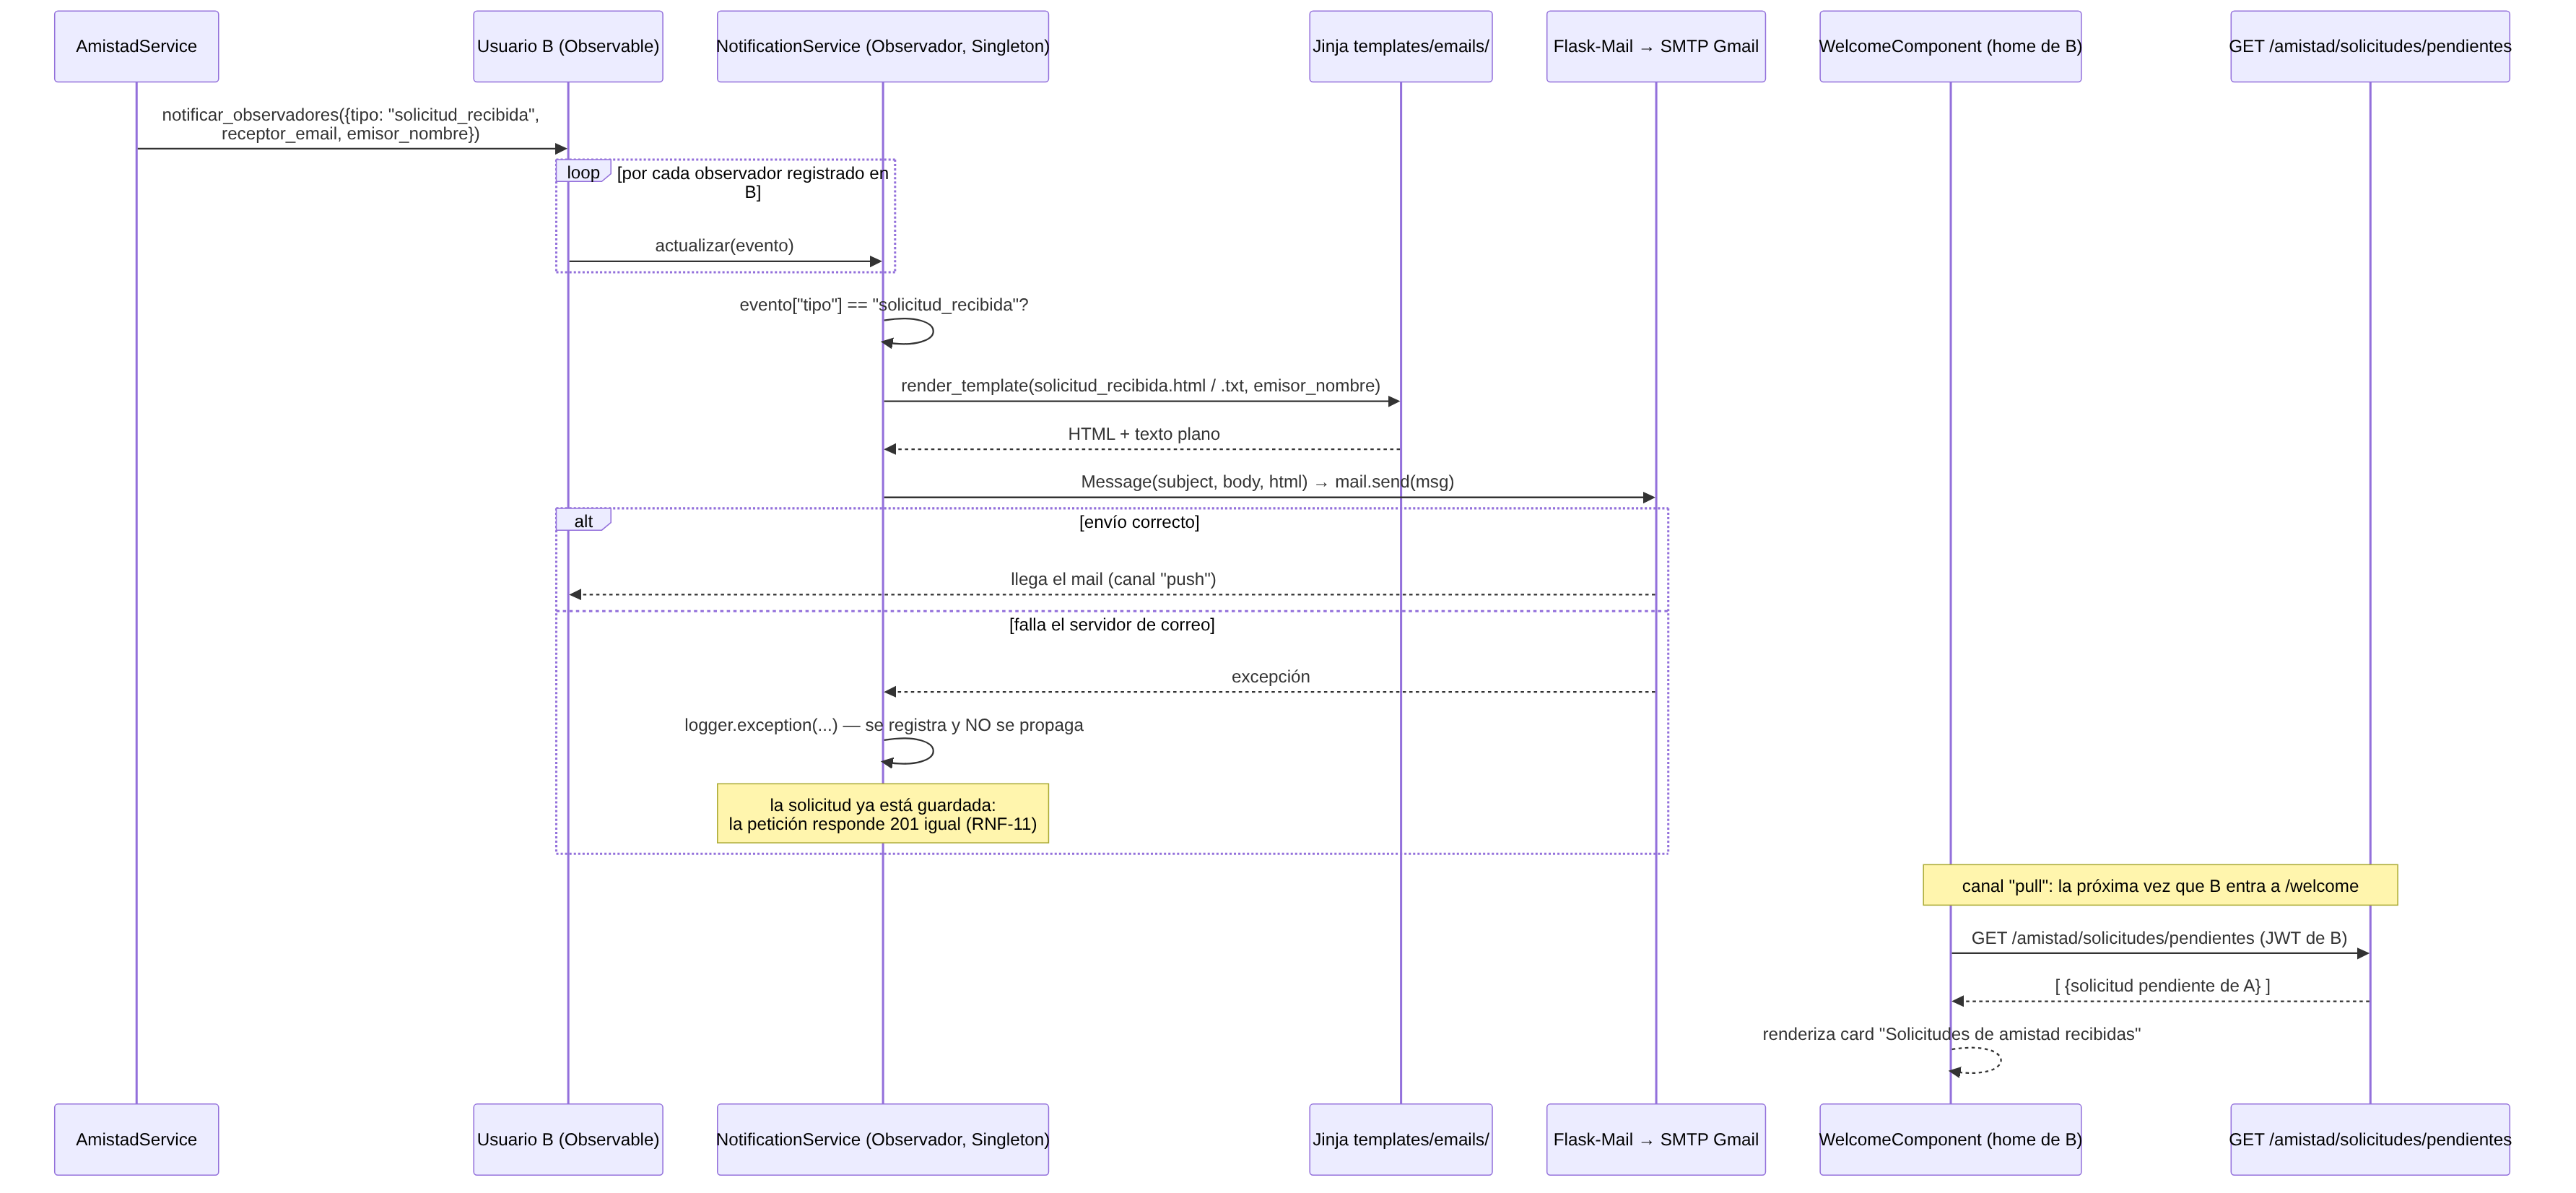 AmistadService
Usuario B (Observable)
NotificationService (Observador, Singleton)
Jinja templates/emails/
Flask-Mail → SMTP Gmail
WelcomeComponent (home de B)
GET /amistad/solicitudes/pendientes
notificar_observadores({tipo: "solicitud_recibida",
receptor_email, emisor_nombre})
loop
[por cada observador registrado en
B]
actualizar(evento)
evento["tipo"] == "solicitud_recibida"?
render_template(solicitud_recibida.html / .txt, emisor_nombre)
HTML + texto plano
Message(subject, body, html) → mail.send(msg)
alt
[envío correcto]
llega el mail (canal "push")
[falla el servidor de correo]
excepción
logger.exception(...) — se registra y NO se propaga
la solicitud ya está guardada:
la petición responde 201 igual (RNF-11)
canal "pull": la próxima vez que B entra a /welcome
GET /amistad/solicitudes/pendientes (JWT de B)
[ {solicitud pendiente de A} ]
renderiza card "Solicitudes de amistad recibidas"
AmistadService
Usuario B (Observable)
NotificationService (Observador, Singleton)
Jinja templates/emails/
Flask-Mail → SMTP Gmail
WelcomeComponent (home de B)
GET /amistad/solicitudes/pendientes